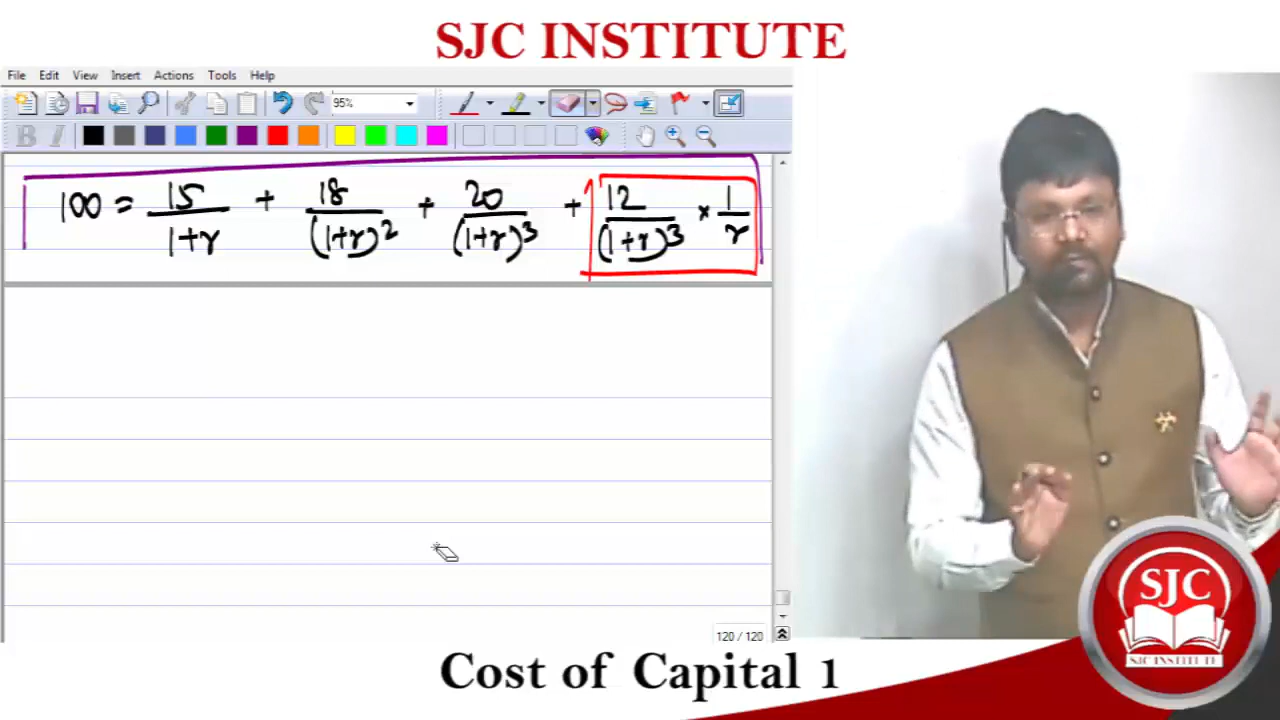 SJC INSTITUTE
File Edit View Insert Actions Tools Help
95%
B I
100 = 15/(1+r) + 18/(1+r)^2 + 20/(1+r)^3 + 12/(1+r)^3 × 1/r
120 / 120
SJC
SJC INSTITUTE
Cost of Capital 1